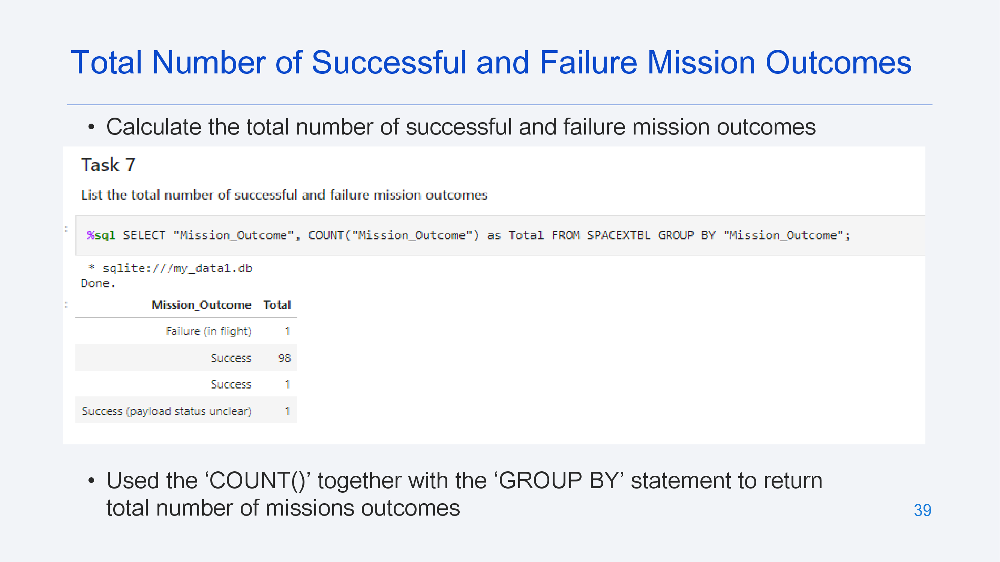 Total Number of Successful and Failure Mission Outcomes
• Calculate the total number of successful and failure mission outcomes
Task 7
List the total number of successful and failure mission outcomes
: %sql SELECT "Mission_Outcome", COUNT("Mission_Outcome") as Total FROM SPACEXTBL GROUP BY "Mission_Outcome";
* sqlite:///my_data1.db
Done.
: Mission_Outcome Total
Failure (in flight) 1
Success 98
Success 1
Success (payload status unclear) 1
• Used the ‘COUNT()’ together with the ‘GROUP BY’ statement to return
total number of missions outcomes
39